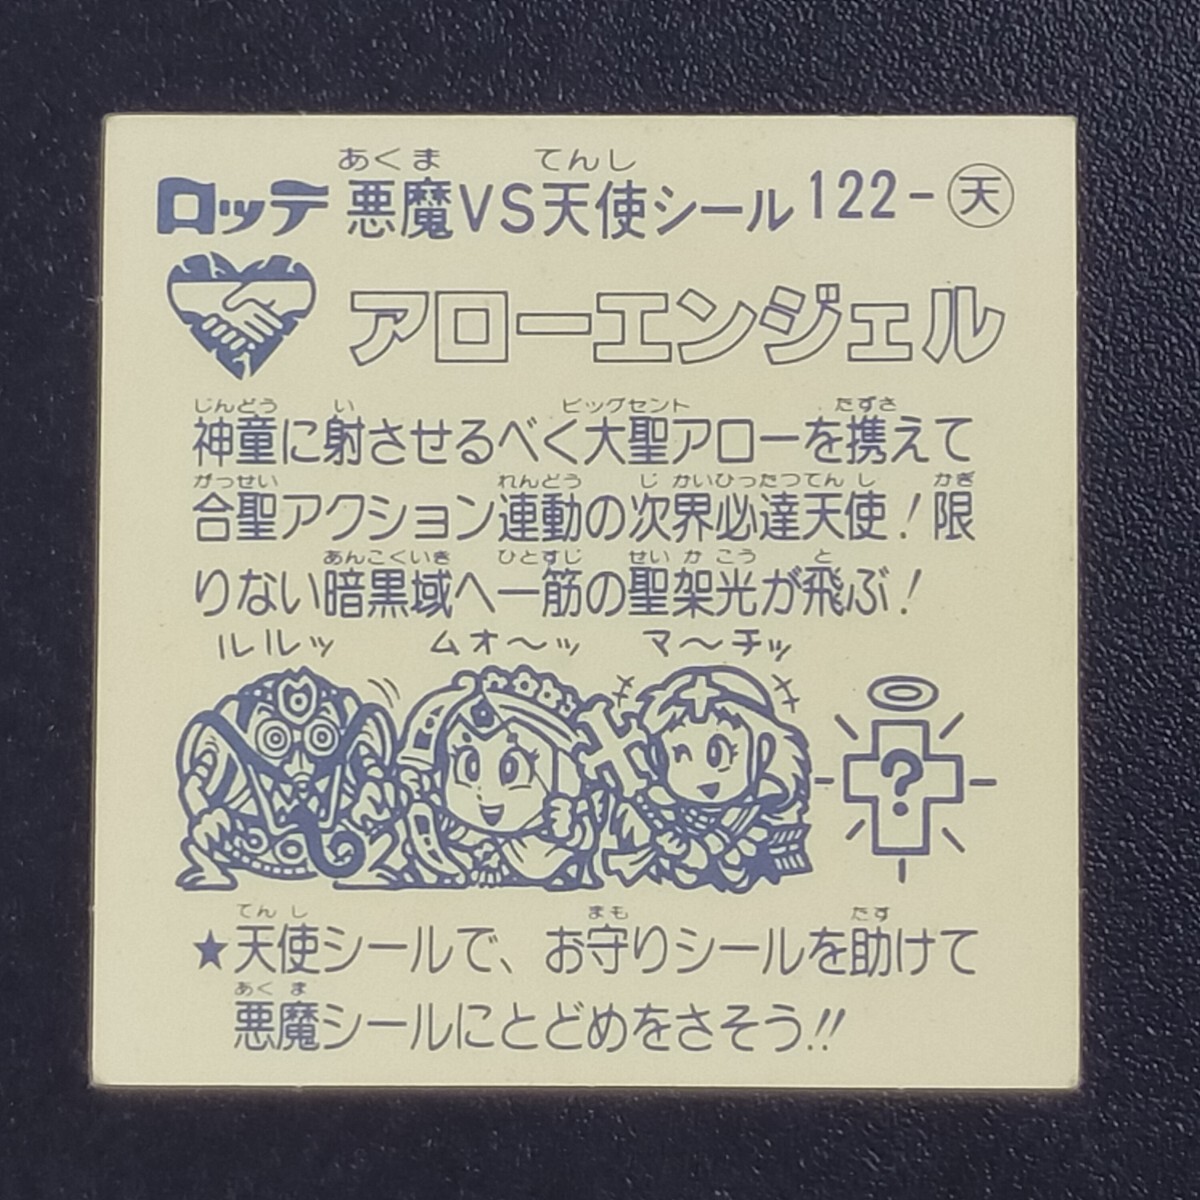 あくま てんし
ロッテ 悪魔VS天使シール 122-天
アローエンジェル
じんどう い ビッグセント たずさ
神童に射させるべく大聖アローを携えて
がっせい れんどう じかいひったつてんし かぎ
合聖アクション連動の次界必達天使！限
あんこくいき ひとすじ せいかこう と
りない暗黒域へ一筋の聖架光が飛ぶ！
ルルルッ ムオ〜ッ マ〜チッ
?
てんし まも たす
★天使シールで、お守りシールを助けて
あくま
悪魔シールにとどめをさそう!!